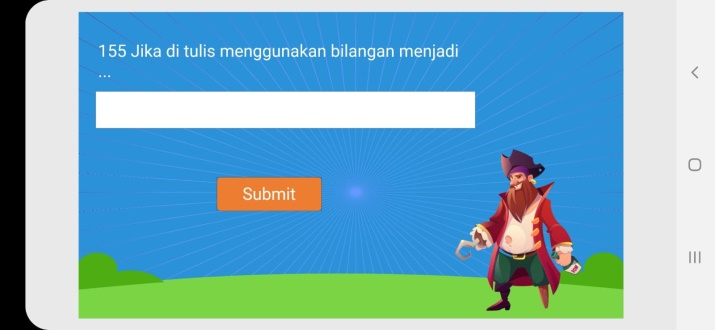 155 Jika di tulis menggunakan bilangan menjadi
...
Submit